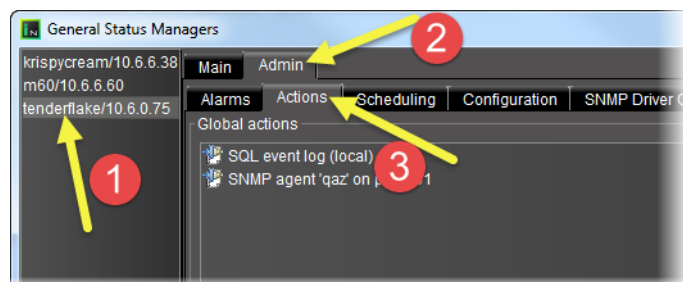 General Status Managers
krispycream/10.6.6.38
m60/10.6.6.60
tenderflake/10.6.0.75
Main Admin
Alarms Actions Scheduling Configuration SNMP Driver
Global actions
SQL event log (local)
SNMP agent 'qaz' on
1
2
3